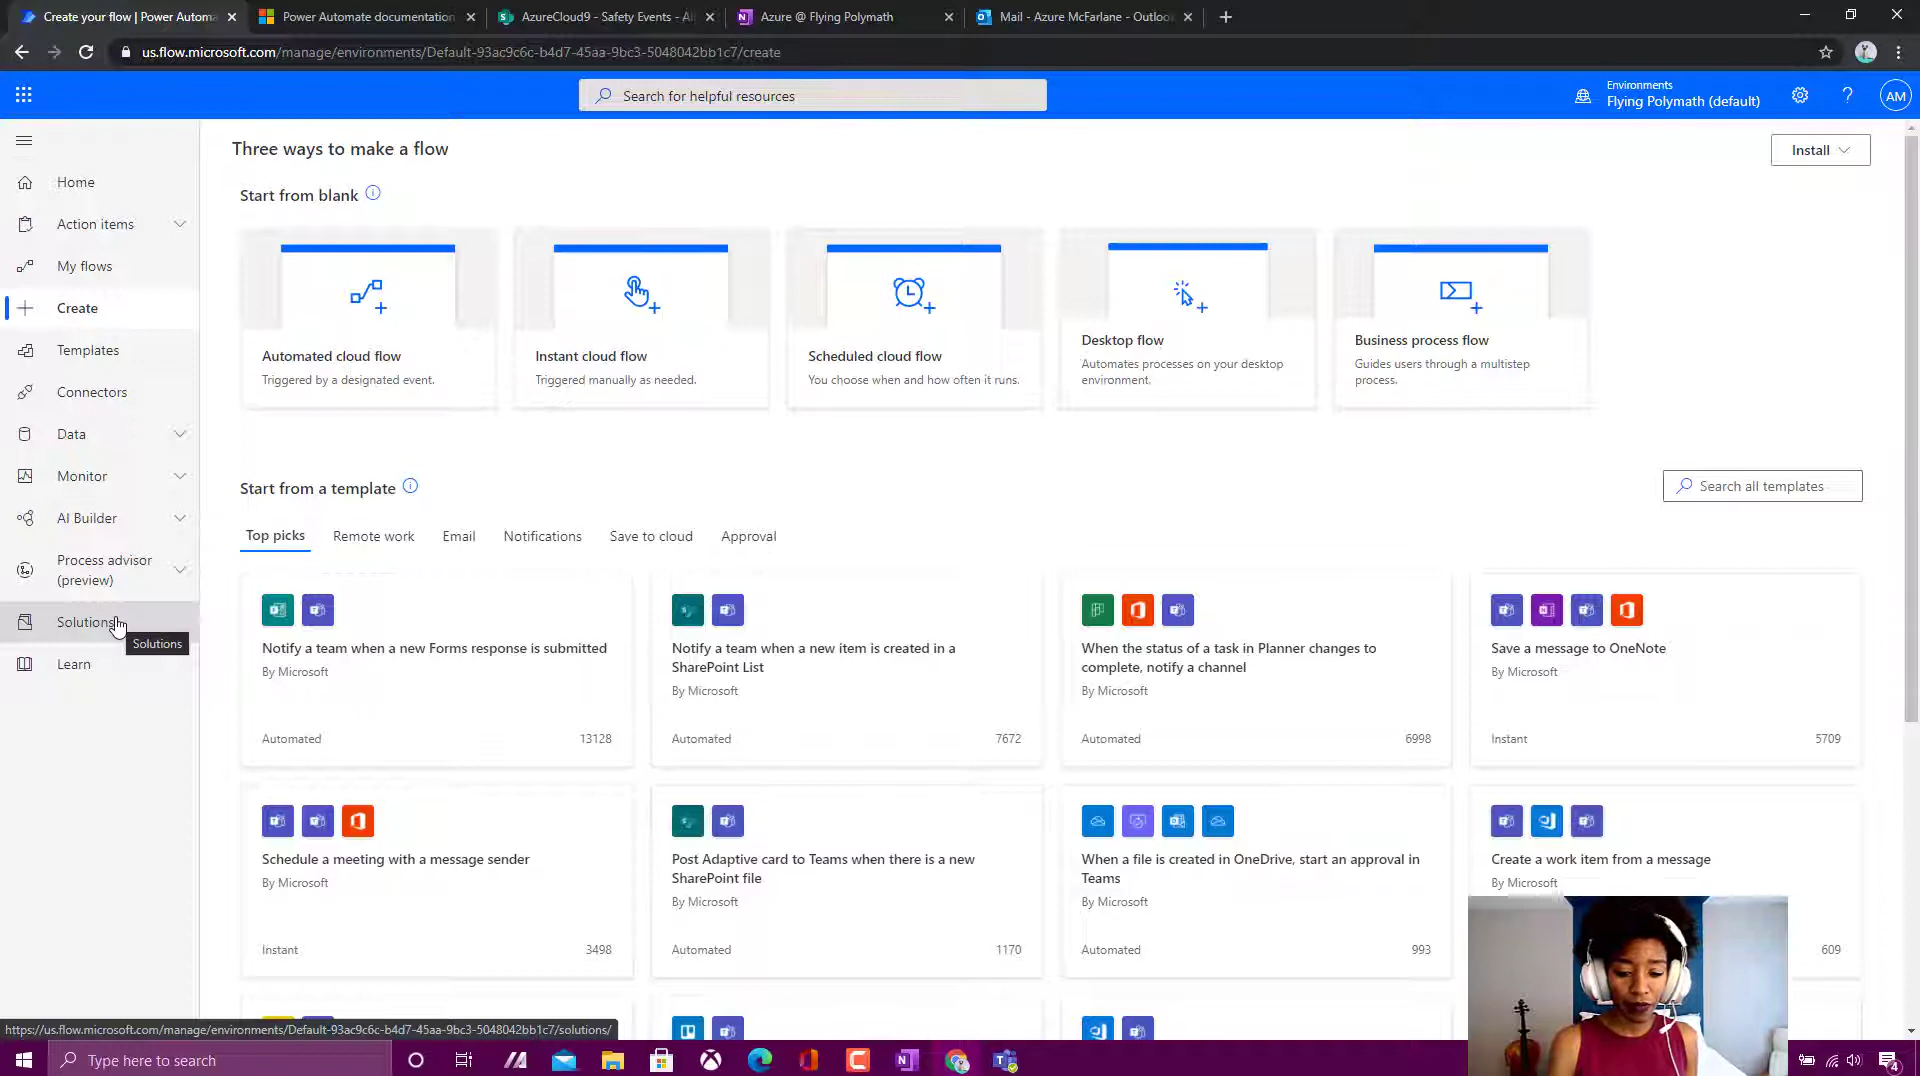 Create your flow | Power Automa
Power Automate documentation
AzureCloud9 - Safety Events - Al
Azure @ Flying Polymath
Mail - Azure McFarlane - Outloo
us.flow.microsoft.com/manage/environments/Default-93ac9c6c-b4d7-45aa-9bc3-5048042bb1c7/create
Search for helpful resources
Environments
Flying Polymath (default)
?
AM
Three ways to make a flow
Install
Start from blank
Home
Action items
My flows
Create
Templates
Connectors
Data
Monitor
AI Builder
Process advisor
(preview)
Solutions
Solutions
Learn
Automated cloud flow
Triggered by a designated event.
Instant cloud flow
Triggered manually as needed.
Scheduled cloud flow
You choose when and how often it runs.
Desktop flow
Automates processes on your desktop
environment.
Business process flow
Guides users through a multistep
process.
Start from a template
Search all templates
Top picks
Remote work
Email
Notifications
Save to cloud
Approval
Notify a team when a new Forms response is submitted
By Microsoft
Automated
13128
Notify a team when a new item is created in a
SharePoint List
By Microsoft
Automated
7672
When the status of a task in Planner changes to
complete, notify a channel
By Microsoft
Automated
6998
Save a message to OneNote
By Microsoft
Instant
5709
Schedule a meeting with a message sender
By Microsoft
Instant
3498
Post Adaptive card to Teams when there is a new
SharePoint file
By Microsoft
Automated
1170
When a file is created in OneDrive, start an approval in
Teams
By Microsoft
Automated
993
Create a work item from a message
By Microsoft
609
https://us.flow.microsoft.com/manage/environments/Default-93ac9c6c-b4d7-45aa-9bc3-5048042bb1c7/solutions/
Type here to search
4